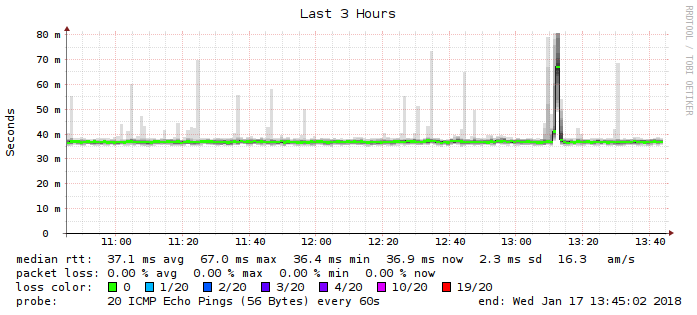 Last 3 Hours
RRDTOOL / TOBI OETIKER
Seconds
80 m
70 m
60 m
50 m
40 m
30 m
20 m
10 m
0
11:00 11:20 11:40 12:00 12:20 12:40 13:00 13:20 13:40
median rtt: 37.1 ms avg 67.0 ms max 36.4 ms min 36.9 ms now 2.3 ms sd 16.3 am/s
packet loss: 0.00 % avg 0.00 % max 0.00 % min 0.00 % now
loss color: 0 1/20 2/20 3/20 4/20 10/20 19/20
probe: 20 ICMP Echo Pings (56 Bytes) every 60s end: Wed Jan 17 13:45:02 2018